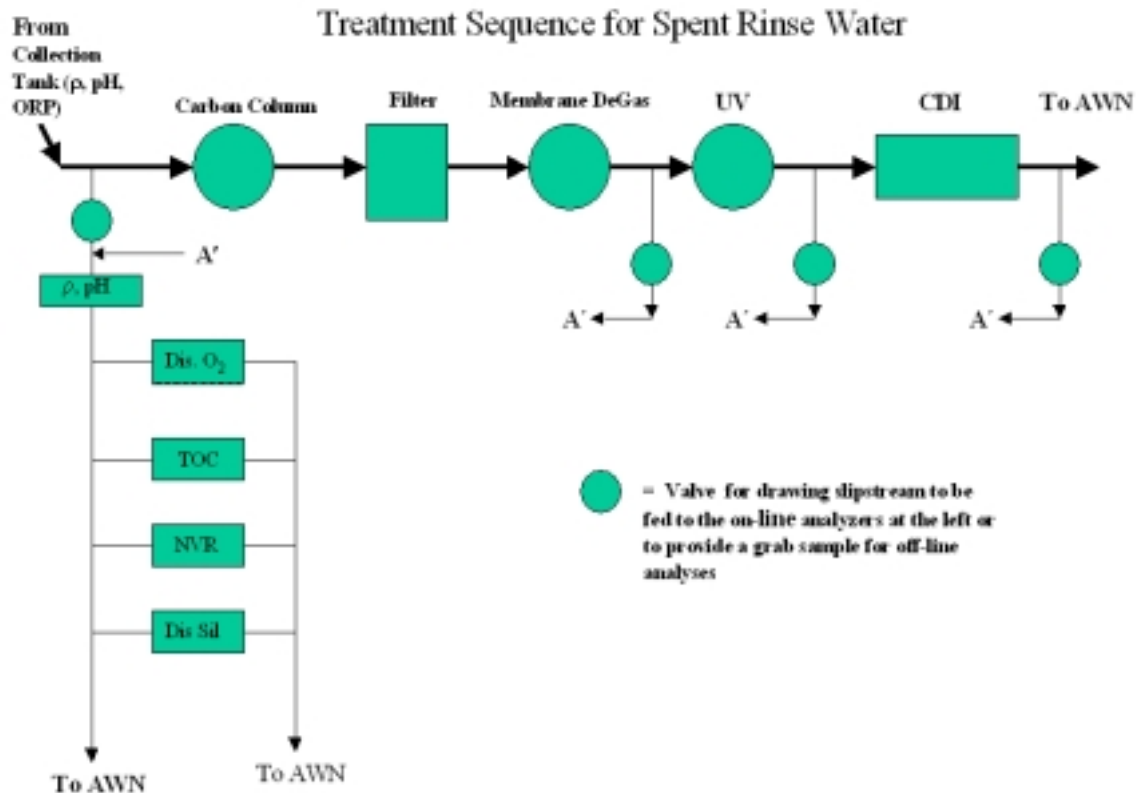 Treatment Sequence for Spent Rinse Water
From
Collection
Tank (ρ, pH,
ORP)
Carbon Column
Filter
Membrane DeGas
UV
CDI
To AWN
A'
ρ, pH
A'
A'
A'
Dis. O₂
TOC
NVR
Dis Sil
= Valve for drawing slipstream to be
fed to the on-line analyzers at the left or
to provide a grab sample for off-line
analyses
To AWN
To AWN